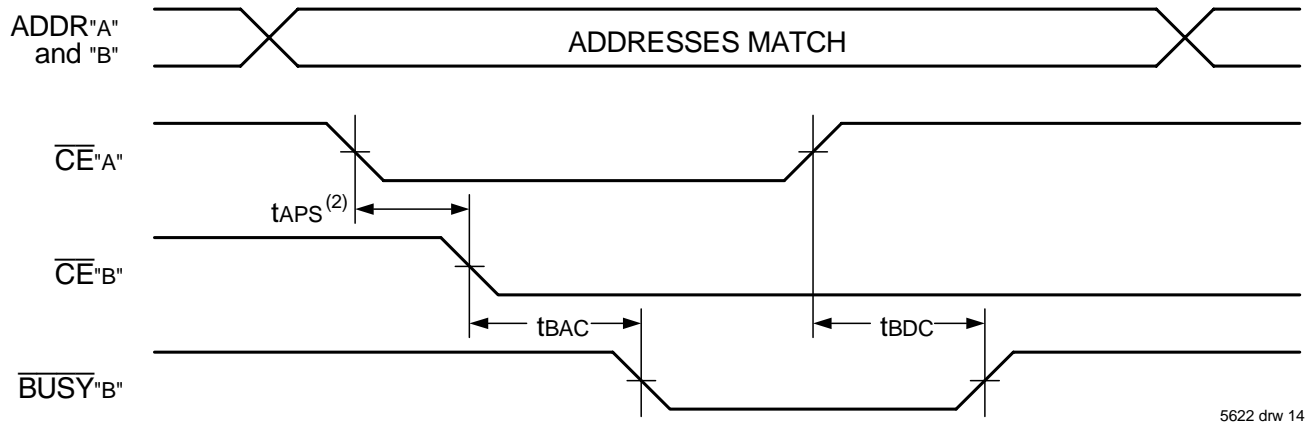 ADDR"A"
and "B"
ADDRESSES MATCH
CE"A"
tAPS(2)
CE"B"
tBAC
tBDC
BUSY"B"
5622 drw 14